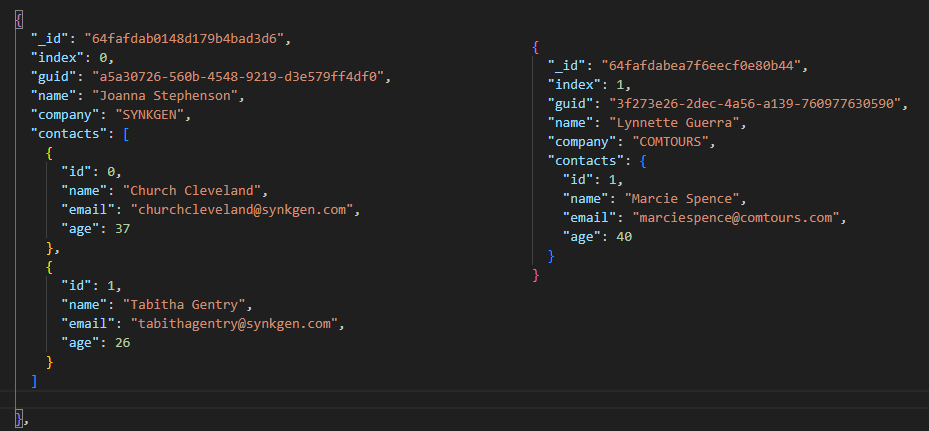 {
"_id": "64fafdab0148d179b4bad3d6",
"index": 0,
"guid": "a5a30726-560b-4548-9219-d3e579ff4df0",
"name": "Joanna Stephenson",
"company": "SYNKGEN",
"contacts": [
{
"id": 0,
"name": "Church Cleveland",
"email": "churchcleveland@synkgen.com",
"age": 37
},
{
"id": 1,
"name": "Tabitha Gentry",
"email": "tabithagentry@synkgen.com",
"age": 26
}
]
},
{
"_id": "64fafdabea7f6eecf0e80b44",
"index": 1,
"guid": "3f273e26-2dec-4a56-a139-760977630590",
"name": "Lynnette Guerra",
"company": "COMTOURS",
"contacts": {
"id": 1,
"name": "Marcie Spence",
"email": "marciespence@comtours.com",
"age": 40
}
}